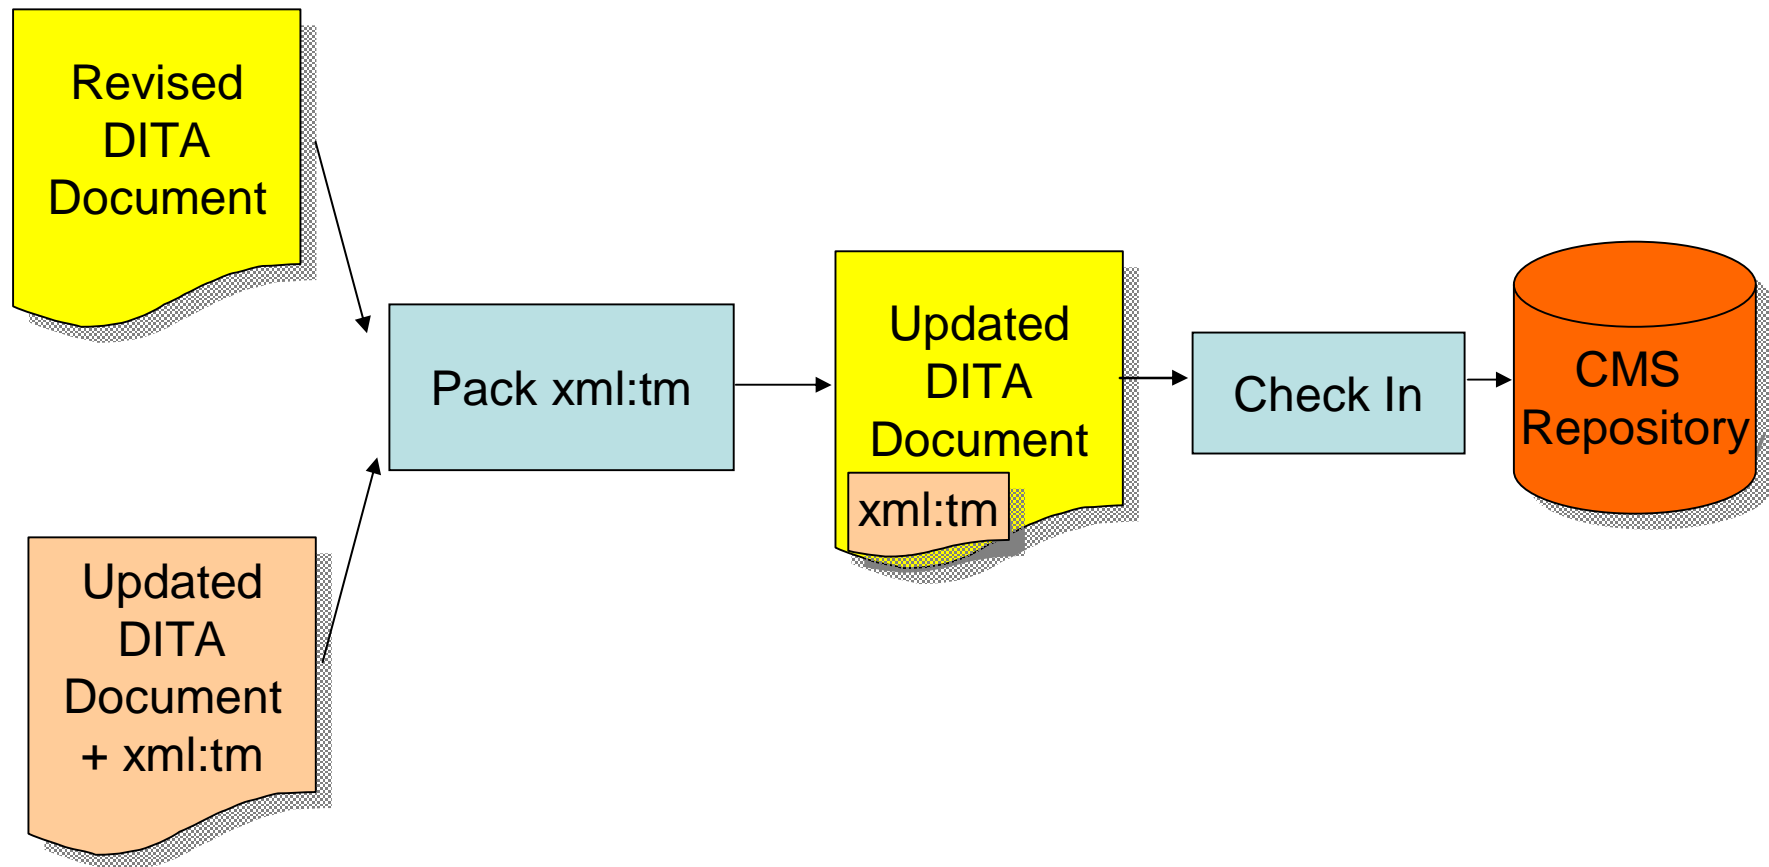 Revised
DITA
Document
Updated
DITA
Document
+ xml:tm
Pack xml:tm
Updated
DITA
Document
xml:tm
Check In
CMS
Repository